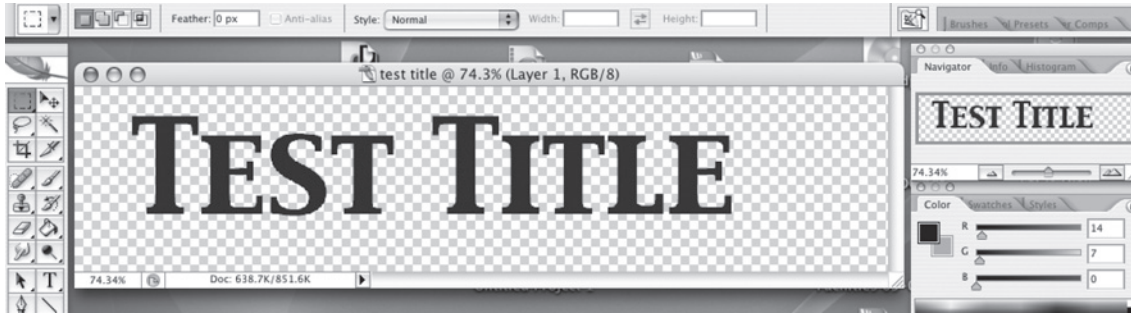 Feather: 0 px Anti-alias Style: Normal Width: Height: Brushes Presets Comps
test title @ 74.3% (Layer 1, RGB/8)
TEST TITLE
74.34% Doc: 638.7K/851.6K
Navigator Info Histogram
TEST TITLE
74.34%
Color Swatches Styles
R 14
G 7
B 0
T